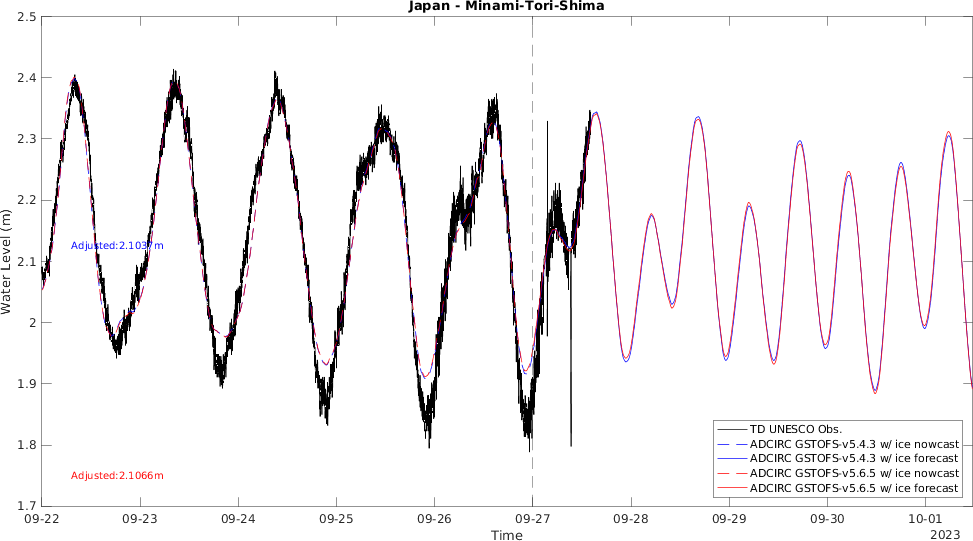 Japan - Minami-Tori-Shima
2.5
2.4
2.3
2.2
2.1
2
1.9
1.8
1.7
Water Level (m)
Adjusted:2.1037m
Adjusted:2.1066m
TD UNESCO Obs.
ADCIRC GSTOFS-v5.4.3 w/ ice nowcast
ADCIRC GSTOFS-v5.4.3 w/ ice forecast
ADCIRC GSTOFS-v5.6.5 w/ ice nowcast
ADCIRC GSTOFS-v5.6.5 w/ ice forecast
09-22 09-23 09-24 09-25 09-26 09-27 09-28 09-29 09-30 10-01
Time
2023